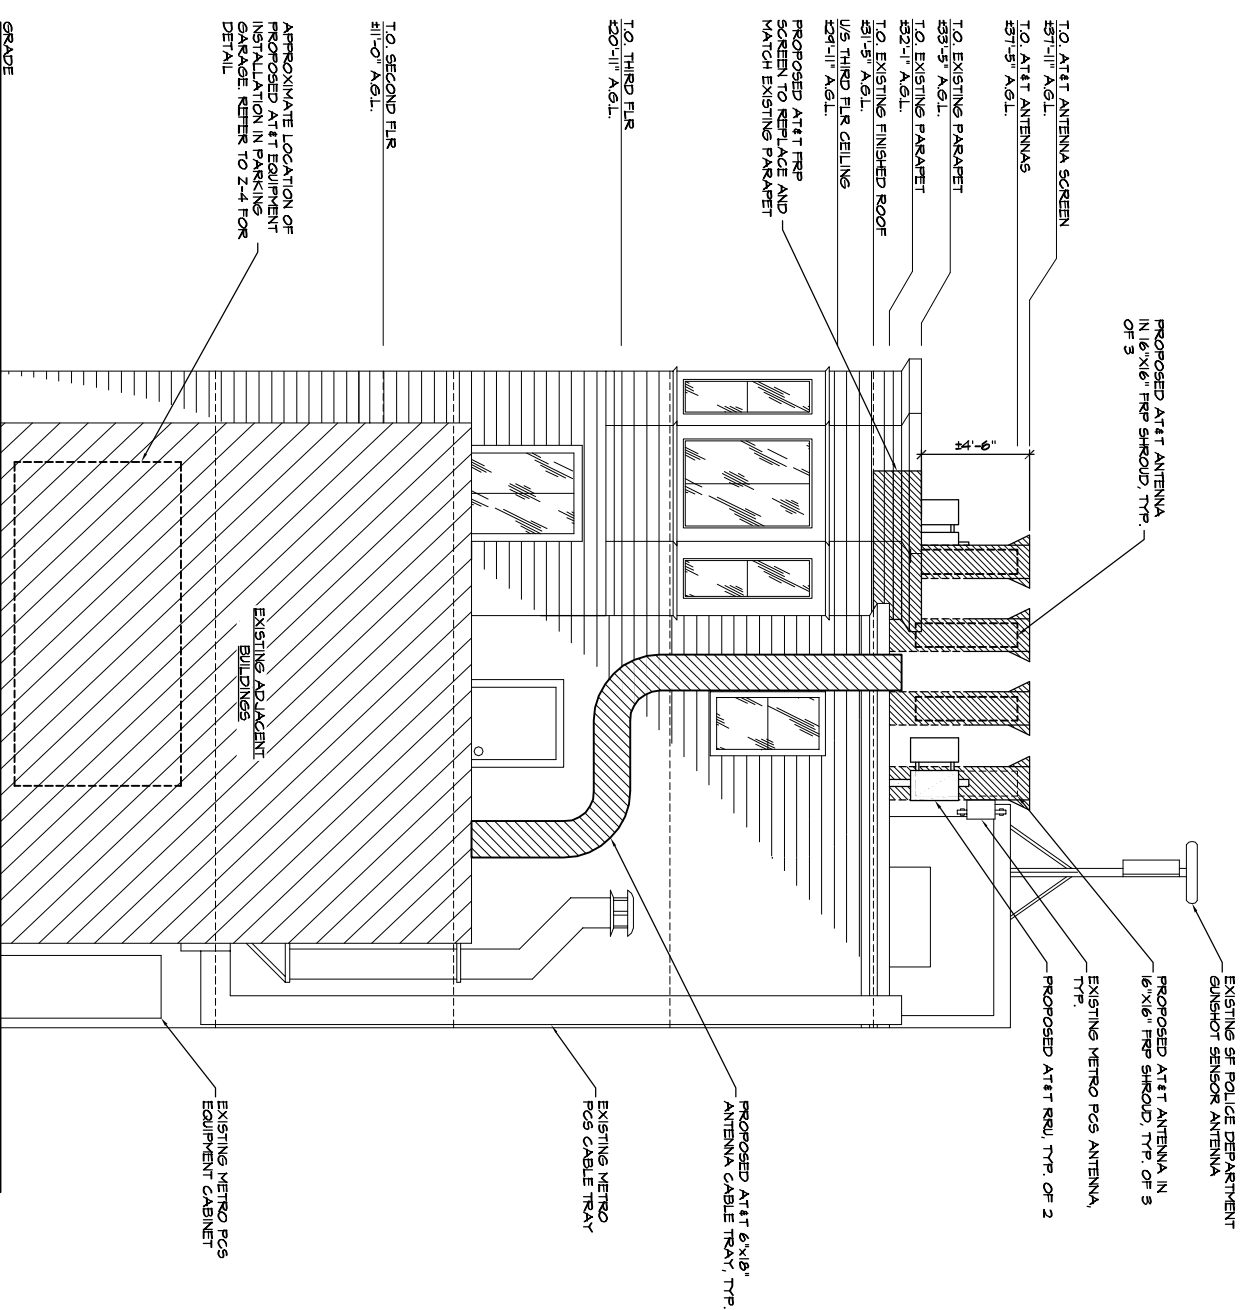 EXISTING SF POLICE DEPARTMENT
GUNSHOT SENSOR ANTENNA
PROPOSED AT&T ANTENNA IN
16"X16" FRP SHROUD, TYP. OF 3
EXISTING METRO PCS ANTENNA,
TYP.
PROPOSED AT&T RRU, TYP. OF 2
PROPOSED AT&T 6"x18"
ANTENNA CABLE TRAY, TYP.
EXISTING METRO
PCS CABLE TRAY
EXISTING METRO PCS
EQUIPMENT CABINET
PROPOSED AT&T ANTENNA
IN 16"X16" FRP SHROUD, TYP.
OF 3
T.O. AT&T ANTENNA SCREEN
±37'-11" A.G.L.
T.O. AT&T ANTENNAS
±37'-5" A.G.L.
T.O. EXISTING PARAPET
±33'-5" A.G.L.
T.O. EXISTING PARAPET
±32'-1" A.G.L.
T.O. EXISTING FINISHED ROOF
±31'-5" A.G.L.
U/S THIRD FLR CEILING
±29'-11" A.G.L.
PROPOSED AT&T FRP
SCREEN TO REPLACE AND
MATCH EXISTING PARAPET
T.O. THIRD FLR
±20'-11" A.G.L.
T.O. SECOND FLR
±11'-0" A.G.L.
APPROXIMATE LOCATION OF
PROPOSED AT&T EQUIPMENT
INSTALLATION IN PARKING
GARAGE. REFER TO Z-4 FOR
DETAIL
GRADE
±4'-6"
EXISTING ADJACENT
BUILDINGS